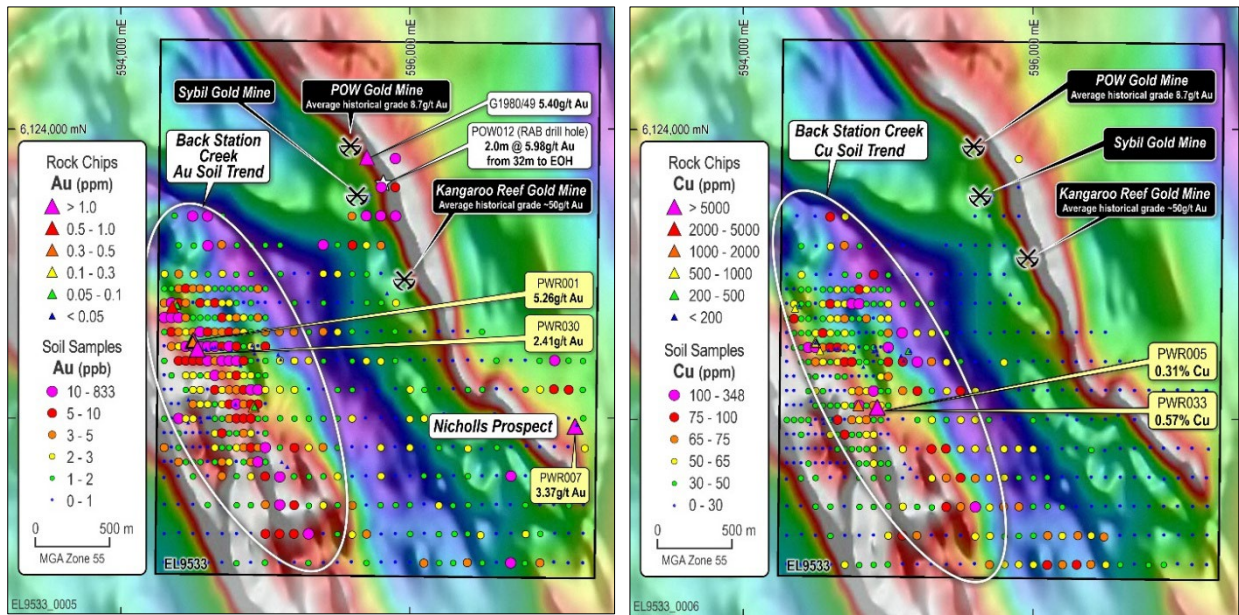 594,000 mE
596,000 mE
6,124,000 mN
Sybil Gold Mine
POW Gold Mine
Average historical grade 8.7g/t Au
G1980/49 5.40g/t Au
POW012 (RAB drill hole)
2.0m @ 5.98g/t Au
from 32m to EOH
Back Station
Creek
Au Soil Trend
Kangaroo Reef Gold Mine
Average historical grade ~50g/t Au
Rock Chips
Au (ppm)
> 1.0
0.5 - 1.0
0.3 - 0.5
0.1 - 0.3
0.05 - 0.1
< 0.05
Soil Samples
Au (ppb)
10 - 833
5 - 10
3 - 5
2 - 3
1 - 2
0 - 1
0 500 m
MGA Zone 55
PWR001
5.26g/t Au
PWR030
2.41g/t Au
Nicholls Prospect
PWR007
3.37g/t Au
EL9533
EL9533_0005
594,000 mE
596,000 mE
6,124,000 mN
POW Gold Mine
Average historical grade 8.7g/t Au
Back Station Creek
Cu Soil Trend
Sybil Gold Mine
Kangaroo Reef Gold Mine
Average historical grade ~50g/t Au
Rock Chips
Cu (ppm)
> 5000
2000 - 5000
1000 - 2000
500 - 1000
200 - 500
< 200
Soil Samples
Cu (ppm)
100 - 348
75 - 100
65 - 75
50 - 65
30 - 50
0 - 30
0 500 m
MGA Zone 55
PWR005
0.31% Cu
PWR033
0.57% Cu
EL9533
EL9533_0006